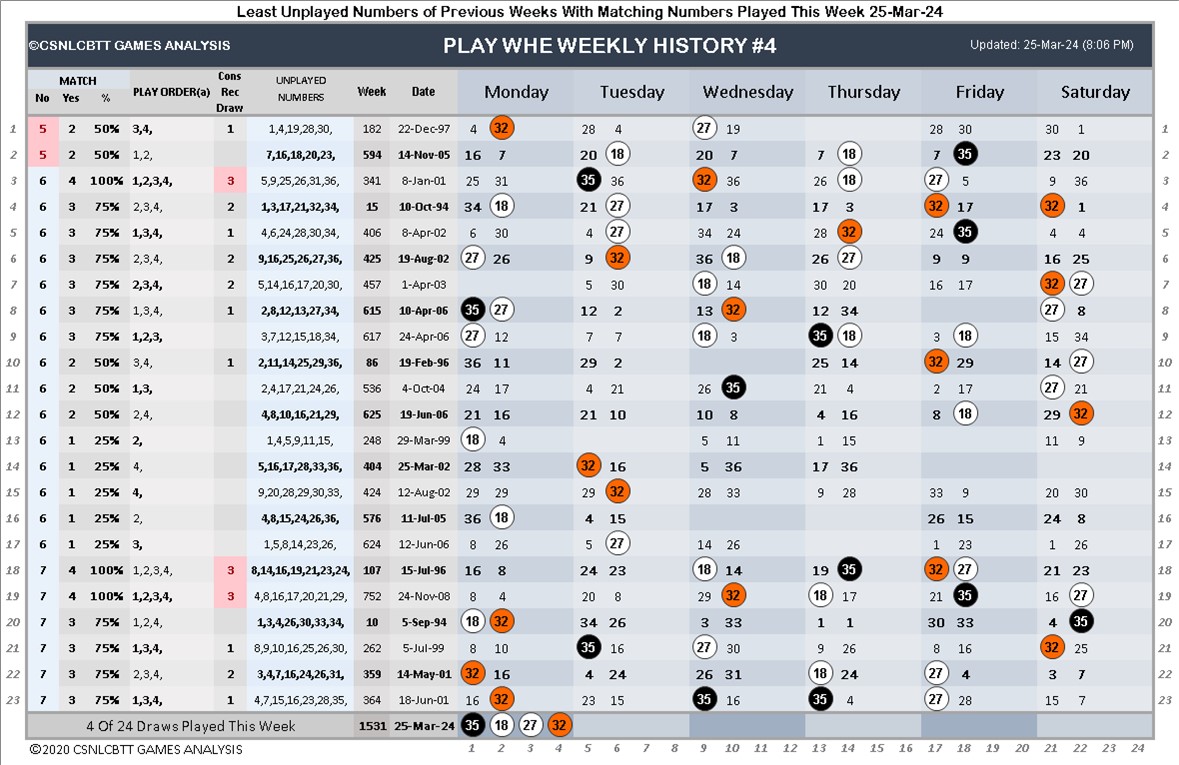 Least Unplayed Numbers of Previous Weeks With Matching Numbers Played This Week 25-Mar-24
©CSNLCBTT GAMES ANALYSIS PLAY WHE WEEKLY HISTORY #4 Updated: 25-Mar-24 (8:06 PM)
MATCH No Yes % PLAY ORDER(a) Cons Rec Draw UNPLAYED NUMBERS Week Date Monday Tuesday Wednesday Thursday Friday Saturday
1 5 2 50% 3,4, 1 1,4,19,28,30, 182 22-Dec-97 4 32 28 4 27 19 28 30 30 1 1
2 5 2 50% 1,2, 7,16,18,20,23, 594 14-Nov-05 16 7 20 18 20 7 7 18 7 35 23 20 2
3 6 4 100% 1,2,3,4, 3 5,9,25,26,31,36, 341 8-Jan-01 25 31 35 36 32 36 26 18 27 5 9 36 3
4 6 3 75% 2,3,4, 2 1,3,17,21,32,34, 15 10-Oct-94 34 18 21 27 17 3 17 3 32 17 32 1 4
5 6 3 75% 1,3,4, 1 4,6,24,28,30,34, 406 8-Apr-02 6 30 4 27 34 24 28 32 24 35 4 4 5
6 6 3 75% 2,3,4, 2 9,16,25,26,27,36, 425 19-Aug-02 27 26 9 32 36 18 26 27 9 9 16 25 6
7 6 3 75% 2,3,4, 2 5,14,16,17,20,30, 457 1-Apr-03 5 30 18 14 30 20 16 17 32 27 7
8 6 3 75% 1,3,4, 1 2,8,12,13,27,34, 615 10-Apr-06 35 27 12 2 13 32 12 34 27 8 8
9 6 3 75% 1,2,3, 3,7,12,15,18,34, 617 24-Apr-06 27 12 7 7 18 3 35 18 3 18 15 34 9
10 6 2 50% 3,4, 1 2,11,14,25,29,36, 86 19-Feb-96 36 11 29 2 25 14 32 29 14 27 10
11 6 2 50% 1,3, 2,4,17,21,24,26, 536 4-Oct-04 24 17 4 21 26 35 21 4 2 17 27 21 11
12 6 2 50% 2,4, 4,8,10,16,21,29, 625 19-Jun-06 21 16 21 10 10 8 4 16 8 18 29 32 12
13 6 1 25% 2, 1,4,5,9,11,15, 248 29-Mar-99 18 4 5 11 1 15 11 9 13
14 6 1 25% 4, 5,16,17,28,33,36, 404 25-Mar-02 28 33 32 16 5 36 17 36 14
15 6 1 25% 4, 9,20,28,29,30,33, 424 12-Aug-02 29 29 29 32 28 33 9 28 33 9 20 30 15
16 6 1 25% 2, 4,8,15,24,26,36, 576 11-Jul-05 36 18 4 15 26 15 24 8 16
17 6 1 25% 3, 1,5,8,14,23,26, 624 12-Jun-06 8 26 5 27 14 26 1 23 1 26 17
18 7 4 100% 1,2,3,4, 3 8,14,16,19,21,23,24, 107 15-Jul-96 16 8 24 23 18 14 19 35 32 27 21 23 18
19 7 4 100% 1,2,3,4, 3 4,8,16,17,20,21,29, 752 24-Nov-08 8 4 20 8 29 32 18 17 21 35 16 27 19
20 7 3 75% 1,2,4, 1,3,4,26,30,33,34, 10 5-Sep-94 18 32 34 26 3 33 1 1 30 33 4 35 20
21 7 3 75% 1,3,4, 1 8,9,10,16,25,26,30, 262 5-Jul-99 8 10 35 16 27 30 9 26 8 16 32 25 21
22 7 3 75% 2,3,4, 2 3,4,7,16,24,26,31, 359 14-May-01 32 16 4 24 26 31 18 24 27 4 3 7 22
23 7 3 75% 1,3,4, 1 4,7,15,16,23,28,35, 364 18-Jun-01 16 32 23 15 35 16 35 4 27 28 15 7 23
4 Of 24 Draws Played This Week 1531 25-Mar-24 35 18 27 32
©2020 CSNLCBTT GAMES ANALYSIS 1 2 3 4 5 6 7 8 9 10 11 12 13 14 15 16 17 18 19 20 21 22 23 24